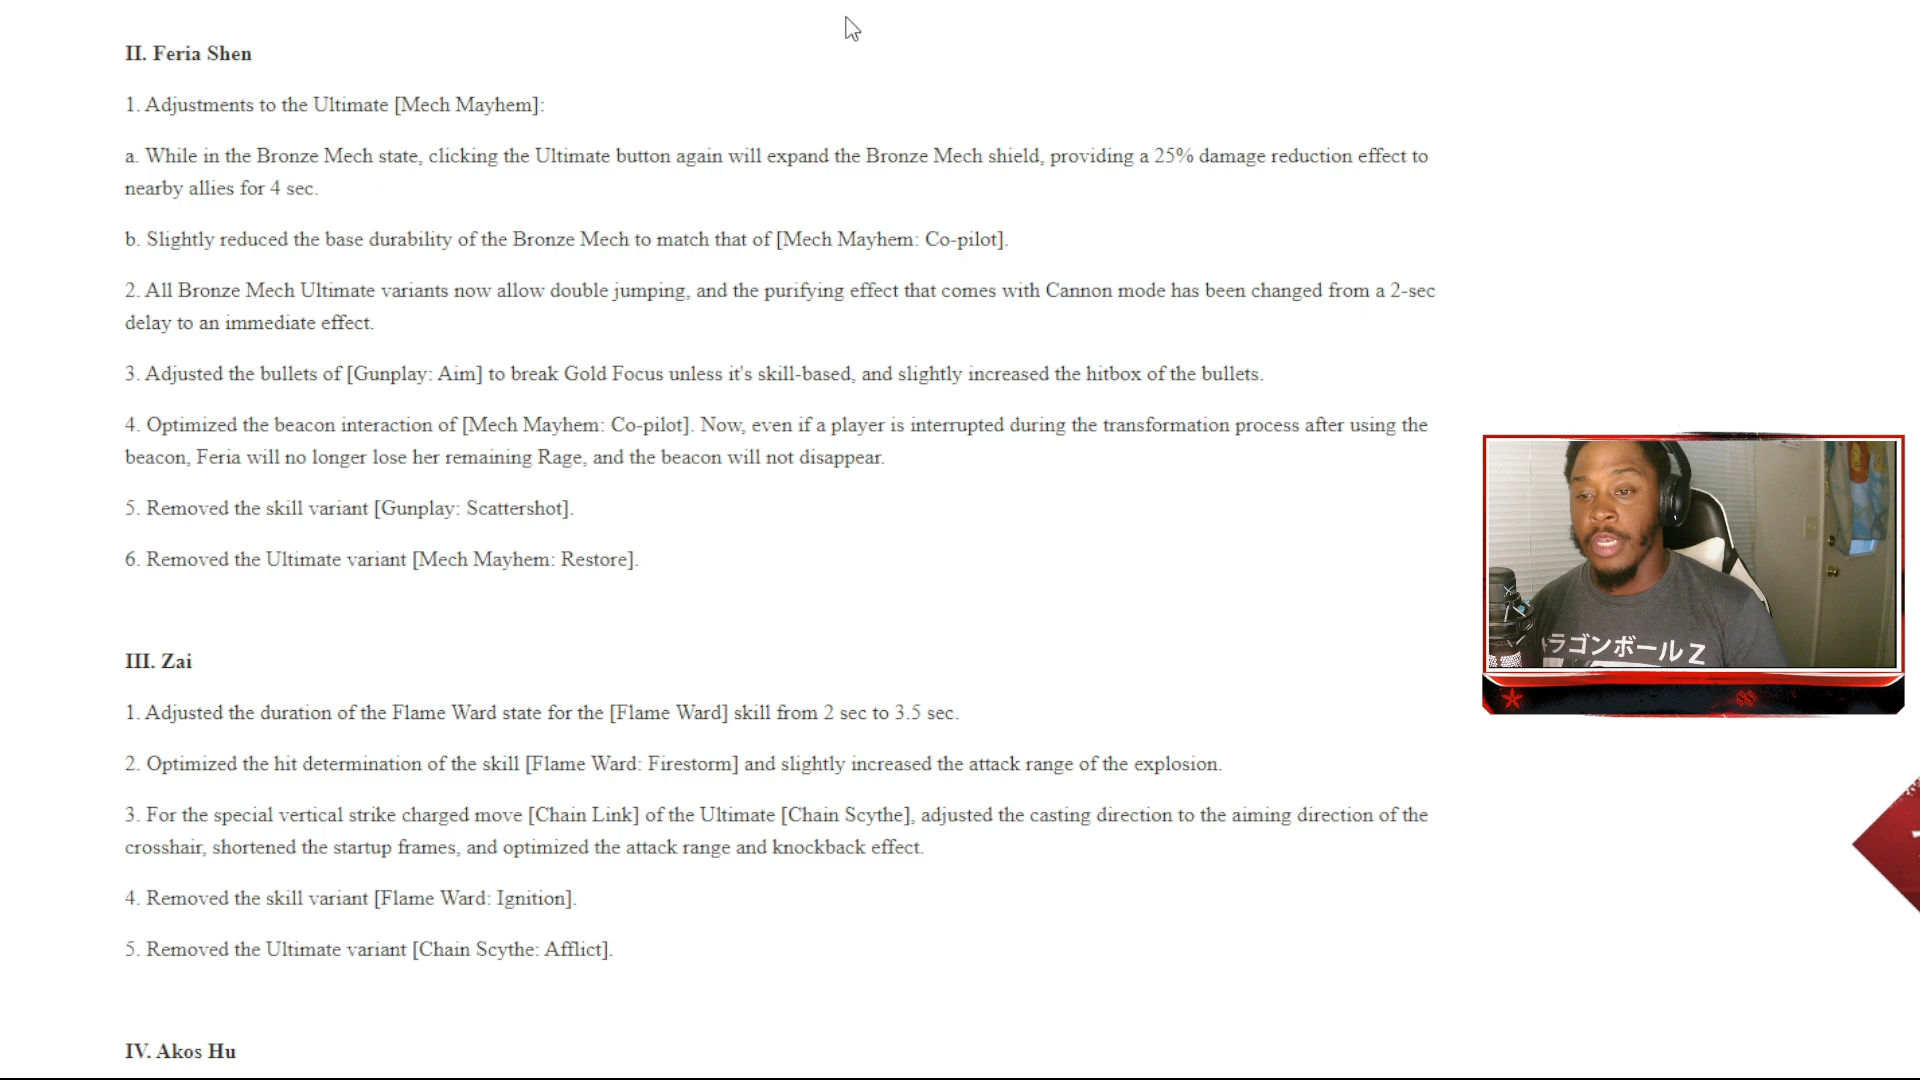 II. Feria Shen
1. Adjustments to the Ultimate [Mech Mayhem]:
a. While in the Bronze Mech state, clicking the Ultimate button again will expand the Bronze Mech shield, providing a 25% damage reduction effect to
nearby allies for 4 sec.
b. Slightly reduced the base durability of the Bronze Mech to match that of [Mech Mayhem: Co-pilot].
2. All Bronze Mech Ultimate variants now allow double jumping, and the purifying effect that comes with Cannon mode has been changed from a 2-sec
delay to an immediate effect.
3. Adjusted the bullets of [Gunplay: Aim] to break Gold Focus unless it's skill-based, and slightly increased the hitbox of the bullets.
4. Optimized the beacon interaction of [Mech Mayhem: Co-pilot]. Now, even if a player is interrupted during the transformation process after using the
beacon, Feria will no longer lose her remaining Rage, and the beacon will not disappear.
5. Removed the skill variant [Gunplay: Scattershot].
6. Removed the Ultimate variant [Mech Mayhem: Restore].
III. Zai
1. Adjusted the duration of the Flame Ward state for the [Flame Ward] skill from 2 sec to 3.5 sec.
2. Optimized the hit determination of the skill [Flame Ward: Firestorm] and slightly increased the attack range of the explosion.
3. For the special vertical strike charged move [Chain Link] of the Ultimate [Chain Scythe], adjusted the casting direction to the aiming direction of the
crosshair, shortened the startup frames, and optimized the attack range and knockback effect.
4. Removed the skill variant [Flame Ward: Ignition].
5. Removed the Ultimate variant [Chain Scythe: Afflict].
IV. Akos Hu
ラゴンボールZ